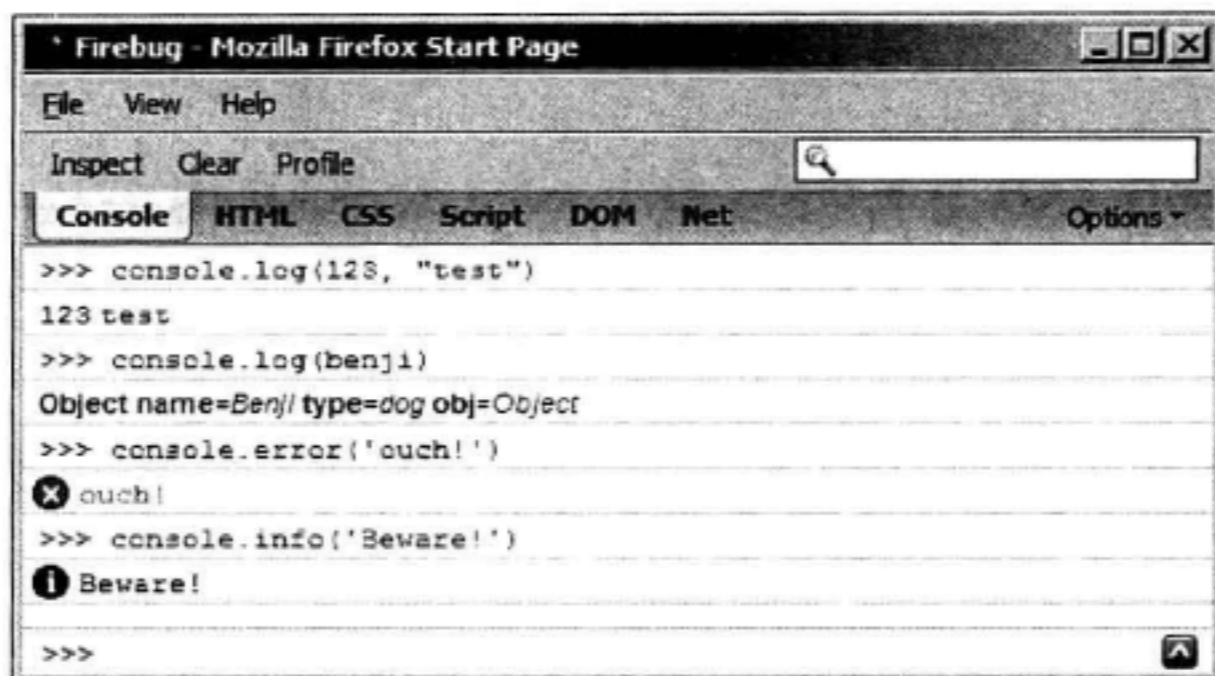 * Firebug - Mozilla Firefox Start Page
File View Help
Inspect Clear Profile
Console HTML CSS Script DOM Net Options
>>> console.log(123, "test")
123 test
>>> console.log(benji)
Object name=Benji type=dog obj=Object
>>> console.error('ouch!')
ouch!
>>> console.info('Beware!')
Beware!
>>>